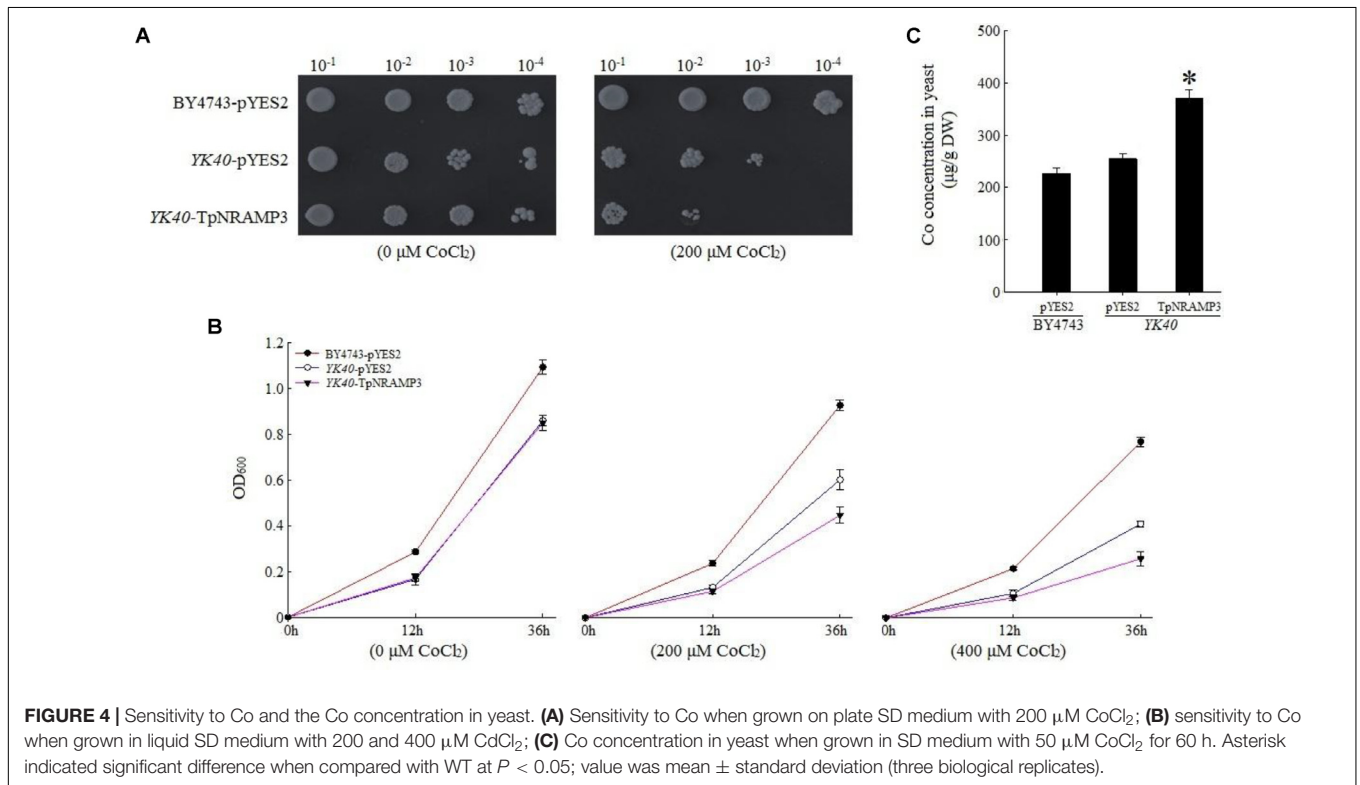 A
10⁻¹ 10⁻² 10⁻³ 10⁻⁴ 10⁻¹ 10⁻² 10⁻³ 10⁻⁴
BY4743-pYES2
YK40-pYES2
YK40-TpNRAMP3
(0 μM CoCl₂) (200 μM CoCl₂)
C
Co concentration in yeast
(μg/g DW)
500
400
300
200
100
0
*
pYES2 pYES2 TpNRAMP3
BY4743 YK40
B
OD₆₀₀
1.2
1.0
0.8
0.6
0.4
0.2
0
BY4743-pYES2
YK40-pYES2
YK40-TpNRAMP3
0h 12h 36h 0h 12h 36h 0h 12h 36h
(0 μM CoCl₂) (200 μM CoCl₂) (400 μM CoCl₂)
FIGURE 4 | Sensitivity to Co and the Co concentration in yeast. (A) Sensitivity to Co when grown on plate SD medium with 200 μM CoCl₂; (B) sensitivity to Co
when grown in liquid SD medium with 200 and 400 μM CdCl₂; (C) Co concentration in yeast when grown in SD medium with 50 μM CoCl₂ for 60 h. Asterisk
indicated significant difference when compared with WT at P < 0.05; value was mean ± standard deviation (three biological replicates).